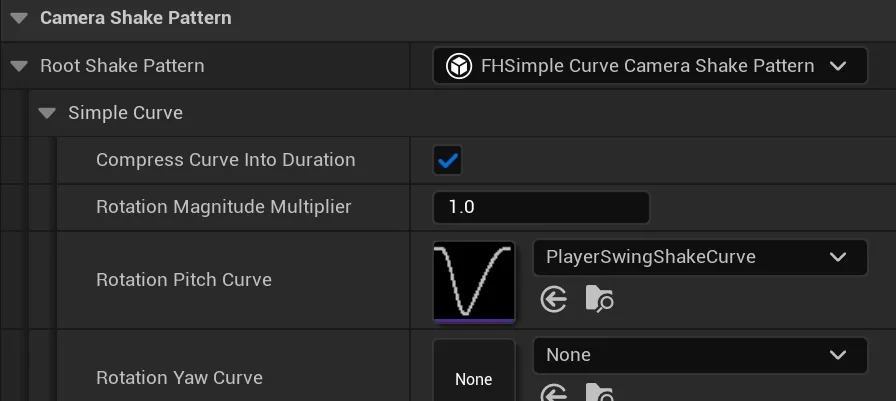 Camera Shake Pattern
Root Shake Pattern
FHSimple Curve Camera Shake Pattern
Simple Curve
Compress Curve Into Duration
Rotation Magnitude Multiplier
1.0
Rotation Pitch Curve
PlayerSwingShakeCurve
Rotation Yaw Curve
None
None